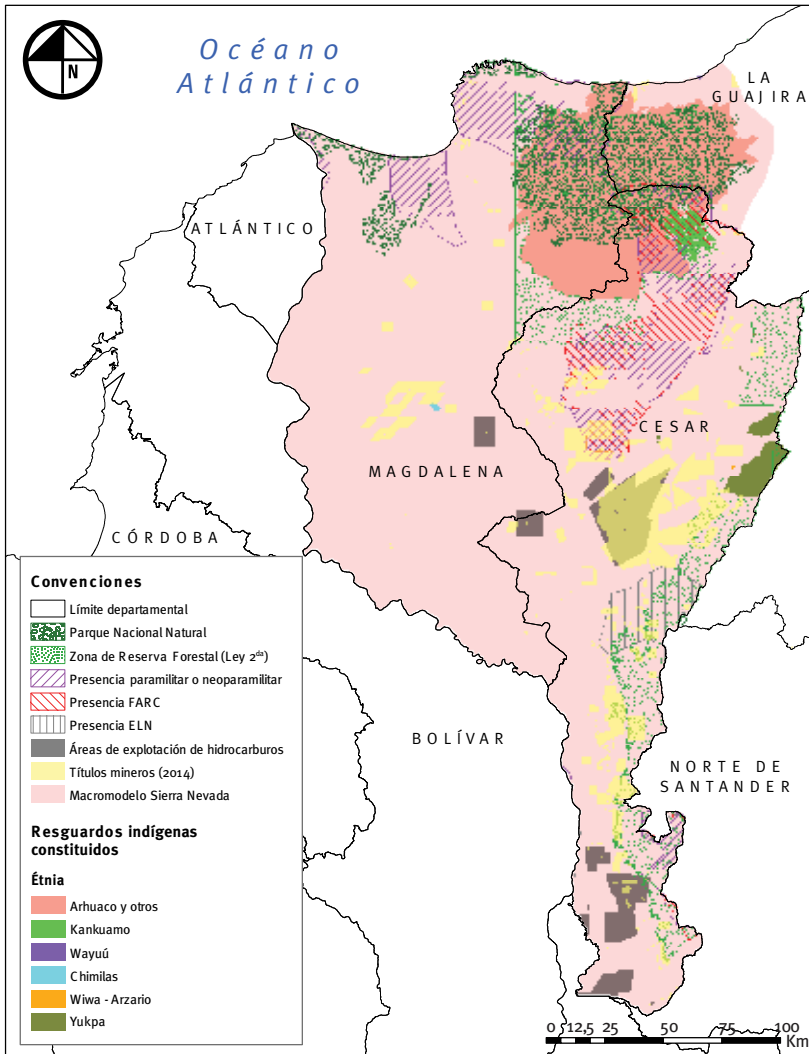 N
Océano
Atlántico
LA
GUAJIRA
ATLÁNTICO
CESAR
MAGDALENA
CÓRDOBA
BOLÍVAR
NORTE DE
SANTANDER
Convenciones
Límite departamental
Parque Nacional Natural
Zona de Reserva Forestal (Ley 2da)
Presencia paramilitar o neoparamilitar
Presencia FARC
Presencia ELN
Áreas de explotación de hidrocarburos
Títulos mineros (2014)
Macromodelo Sierra Nevada
Resguardos indígenas
constituidos
Étnia
Arhuaco y otros
Kankuamo
Wayuú
Chimilas
Wiwa - Arzario
Yukpa
0 12,5 25 50 75 100
Km